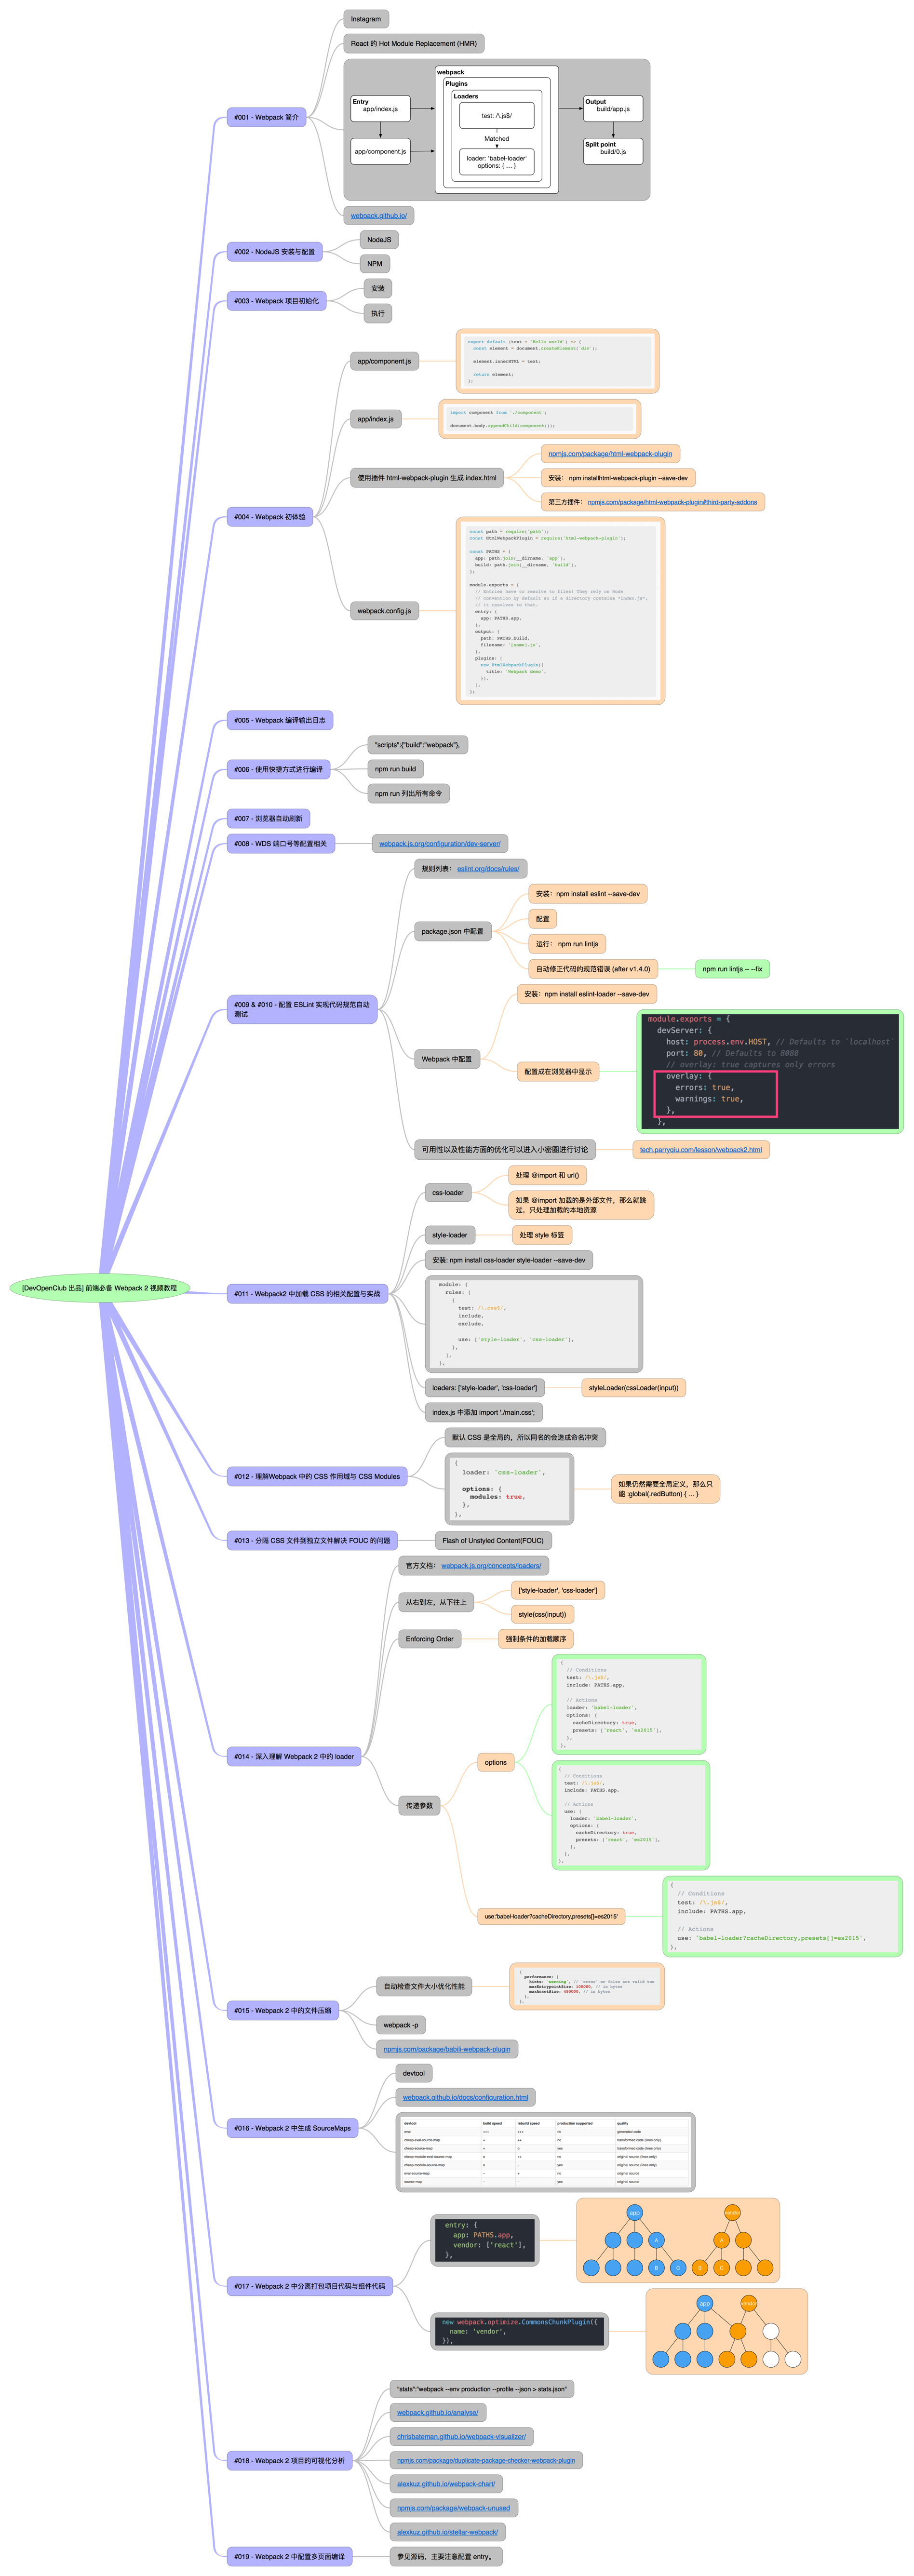 [DevOpenClub 出品] 前端必备 Webpack 2 视频教程
#001 - Webpack 简介
Instagram
React 的 Hot Module Replacement (HMR)
Entry
app/index.js
app/component.js
webpack
Plugins
Loaders
test: /\.js$/
Matched
loader: 'babel-loader'
options: { ... }
Output
build/app.js
Split point
build/0.js
webpack.github.io/
#002 - NodeJS 安装与配置
NodeJS
NPM
#003 - Webpack 项目初始化
安装
执行
#004 - Webpack 初体验
app/component.js
export default (text = 'Hello world') => {
const element = document.createElement('div');
element.innerHTML = text;
return element;
};
app/index.js
import component from './component';
document.body.appendChild(component());
使用插件 html-webpack-plugin 生成 index.html
npmjs.com/package/html-webpack-plugin
安装： npm installhtml-webpack-plugin --save-dev
第三方插件： npmjs.com/package/html-webpack-plugin#third-party-addons
webpack.config.js
const path = require('path');
const HtmlWebpackPlugin = require('html-webpack-plugin');
const PATHS = {
app: path.join(__dirname, 'app'),
build: path.join(__dirname, 'build'),
};
module.exports = {
// Entries have to resolve to files! They rely on Node
// convention by default so if a directory contains *index.js*,
// it resolves to that.
entry: {
app: PATHS.app,
},
output: {
path: PATHS.build,
filename: '[name].js',
},
plugins: [
new HtmlWebpackPlugin({
title: 'Webpack demo',
}),
],
};
#005 - Webpack 编译输出日志
#006 - 使用快捷方式进行编译
"scripts":{"build":"webpack"},
npm run build
npm run 列出所有命令
#007 - 浏览器自动刷新
#008 - WDS 端口号等配置相关
webpack.js.org/configuration/dev-server/
#009 & #010 - 配置 ESLint 实现代码规范自动
测试
规则列表： eslint.org/docs/rules/
package.json 中配置
安装：npm install eslint --save-dev
配置
运行： npm run lintjs
自动修正代码的规范错误 (after v1.4.0)
npm run lintjs -- --fix
Webpack 中配置
安装：npm install eslint-loader --save-dev
配置成在浏览器中显示
module.exports = {
devServer: {
host: process.env.HOST, // Defaults to `localhost`
port: 80, // Defaults to 8080
// overlay: true captures only errors
overlay: {
errors: true,
warnings: true,
},
},
可用性以及性能方面的优化可以进入小密圈进行讨论
tech.parryqiu.com/lesson/webpack2.html
#011 - Webpack2 中加载 CSS 的相关配置与实战
css-loader
处理 @import 和 url()
如果 @import 加载的是外部文件，那么就跳
过，只处理加载的本地资源
style-loader
处理 style 标签
安装: npm install css-loader style-loader --save-dev
module: {
rules: [
{
test: /\.css$/,
include,
exclude,
use: ['style-loader', 'css-loader'],
},
],
},
loaders: ['style-loader', 'css-loader']
styleLoader(cssLoader(input))
index.js 中添加 import './main.css';
#012 - 理解Webpack 中的 CSS 作用域与 CSS Modules
默认 CSS 是全局的，所以同名的会造成命名冲突
{
loader: 'css-loader',
options: {
modules: true,
},
},
如果仍然需要全局定义，那么只
能 :global(.redButton) { ... }
#013 - 分隔 CSS 文件到独立文件解决 FOUC 的问题
Flash of Unstyled Content(FOUC)
#014 - 深入理解 Webpack 2 中的 loader
官方文档： webpack.js.org/concepts/loaders/
从右到左，从下往上
['style-loader', 'css-loader']
style(css(input))
Enforcing Order
强制条件的加载顺序
传递参数
options
{
// Conditions
test: /\.js$/,
include: PATHS.app,
// Actions
loader: 'babel-loader',
options: {
cacheDirectory: true,
presets: ['react', 'es2015'],
},
},
{
// Conditions
test: /\.js$/,
include: PATHS.app,
// Actions
use: {
loader: 'babel-loader',
options: {
cacheDirectory: true,
presets: ['react', 'es2015'],
},
},
},
use:'babel-loader?cacheDirectory,presets[]=es2015'
{
// Conditions
test: /\.js$/,
include: PATHS.app,
// Actions
use: 'babel-loader?cacheDirectory,presets[]=es2015',
},
#015 - Webpack 2 中的文件压缩
自动检查文件大小优化性能
{
performance: {
hints: 'warning', // 'error' or false are valid too
maxEntrypointSize: 100000, // in bytes
maxAssetSize: 450000, // in bytes
},
},
webpack -p
npmjs.com/package/babili-webpack-plugin
#016 - Webpack 2 中生成 SourceMaps
devtool
webpack.github.io/docs/configuration.html
devtool build speed rebuild speed production supported quality
eval +++ +++ no generated code
cheap-eval-source-map + ++ no transformed code (lines only)
cheap-source-map + o yes transformed code (lines only)
cheap-module-eval-source-map o ++ no original source (lines only)
cheap-module-source-map o - yes original source (lines only)
eval-source-map -- + no original source
source-map -- -- yes original source
#017 - Webpack 2 中分离打包项目代码与组件代码
entry: {
app: PATHS.app,
vendor: ['react'],
},
app
vendor
A
A
B
C
B
C
new webpack.optimize.CommonsChunkPlugin({
name: 'vendor',
}),
app
vendor
#018 - Webpack 2 项目的可视化分析
"stats":"webpack --env production --profile --json > stats.json"
webpack.github.io/analyse/
chrisbateman.github.io/webpack-visualizer/
npmjs.com/package/duplicate-package-checker-webpack-plugin
alexkuz.github.io/webpack-chart/
npmjs.com/package/webpack-unused
alexkuz.github.io/stellar-webpack/
#019 - Webpack 2 中配置多页面编译
参见源码，主要注意配置 entry。